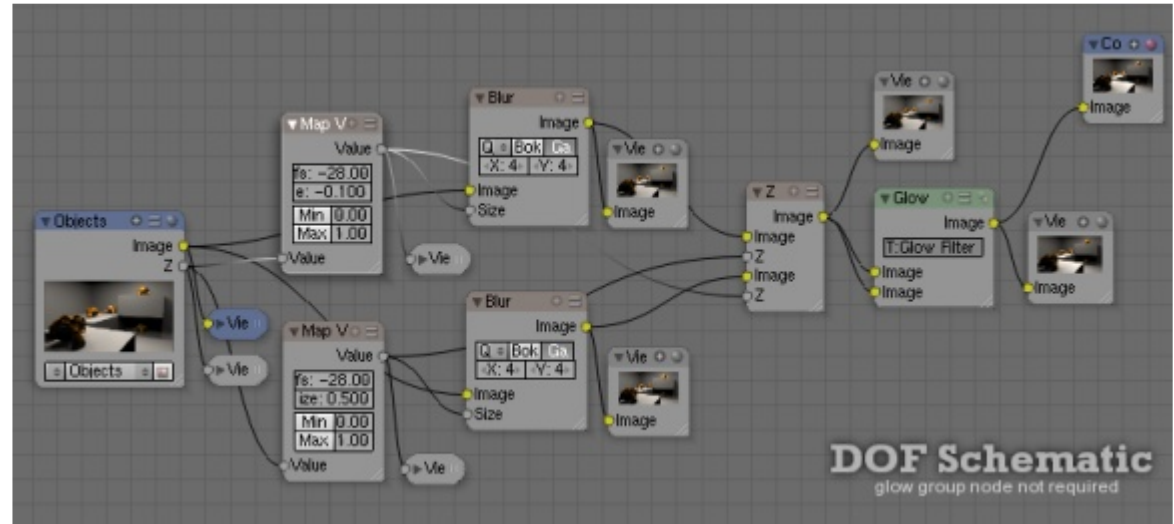 Objects
Image
Z
Objects
Vie
Vie
Map V
Value
fs: -28.00
e: -0.100
Min 0.00
Max 1.00
Value
Map V
Value
fs: -28.00
ize: 0.500
Min 0.00
Max 1.00
Value
Vie
Vie
Blur
Image
Q Bok Ga
X: 4 Y: 4
Image
Size
Blur
Image
Q Bok Ga
X: 4 Y: 4
Image
Size
Vie
Image
Vie
Image
Z
Image
Image
Z
Image
Z
Vie
Image
Glow
Image
T:Glow Filter
Image
Image
Co
Image
Vie
Image
DOF Schematic
glow group node not required